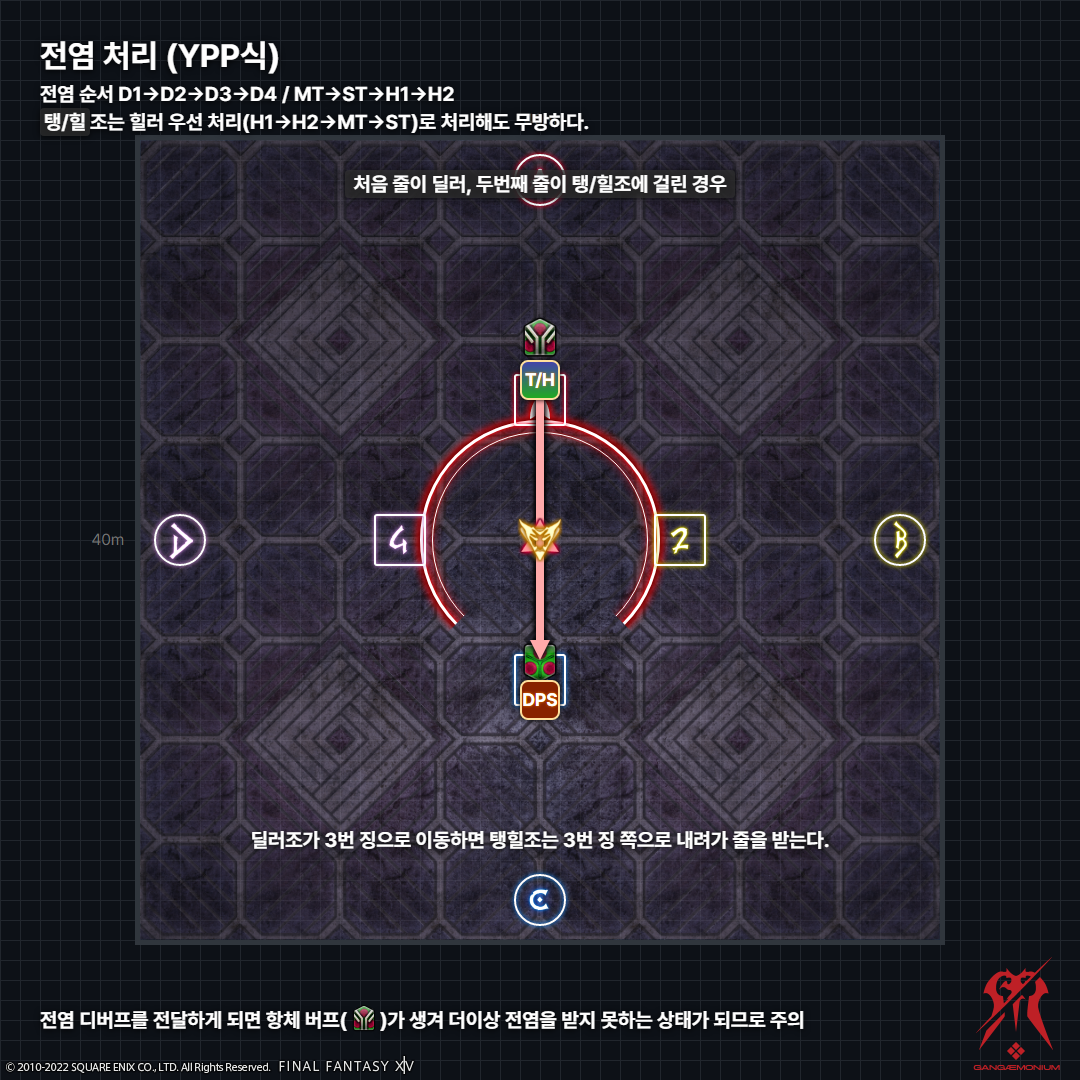 전염 처리 (YPP식)
전염 순서 D1→D2→D3→D4 / MT→ST→H1→H2
탱/힐 조는 힐러 우선 처리(H1→H2→MT→ST)로 처리해도 무방하다.
처음 줄이 딜러, 두번째 줄이 탱/힐조에 걸린 경우
T/H
40m
D
4
2
B
DPS
딜러조가 3번 징으로 이동하면 탱힐조는 3번 징 쪽으로 내려가 줄을 받는다.
C
전염 디버프를 전달하게 되면 항체 버프( )가 생겨 더이상 전염을 받지 못하는 상태가 되므로 주의
GANGÆMONIUM
© 2010-2022 SQUARE ENIX CO., LTD. All Rights Reserved. FINAL FANTASY XIV